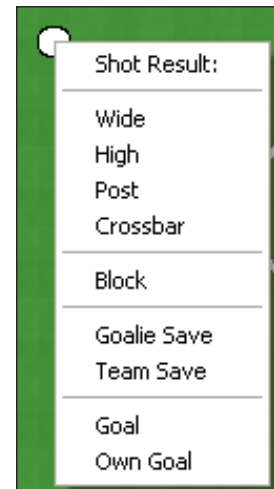 Shot Result:
Wide
High
Post
Crossbar
Block
Goalie Save
Team Save
Goal
Own Goal